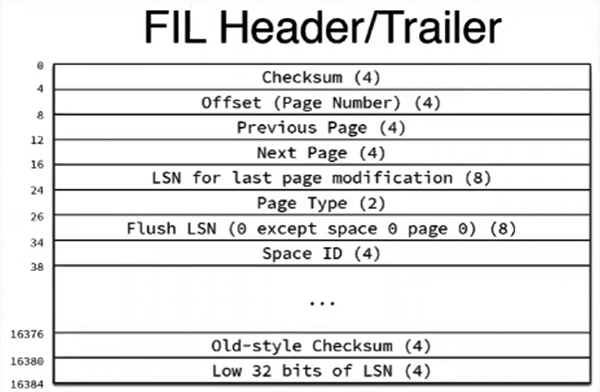 FIL Header/Trailer
0
Checksum (4)
4
Offset (Page Number) (4)
8
Previous Page (4)
12
Next Page (4)
16
LSN for last page modification (8)
24
Page Type (2)
26
Flush LSN (0 except space 0 page 0) (8)
34
Space ID (4)
38
...
16376
Old-style Checksum (4)
16380
Low 32 bits of LSN (4)
16384